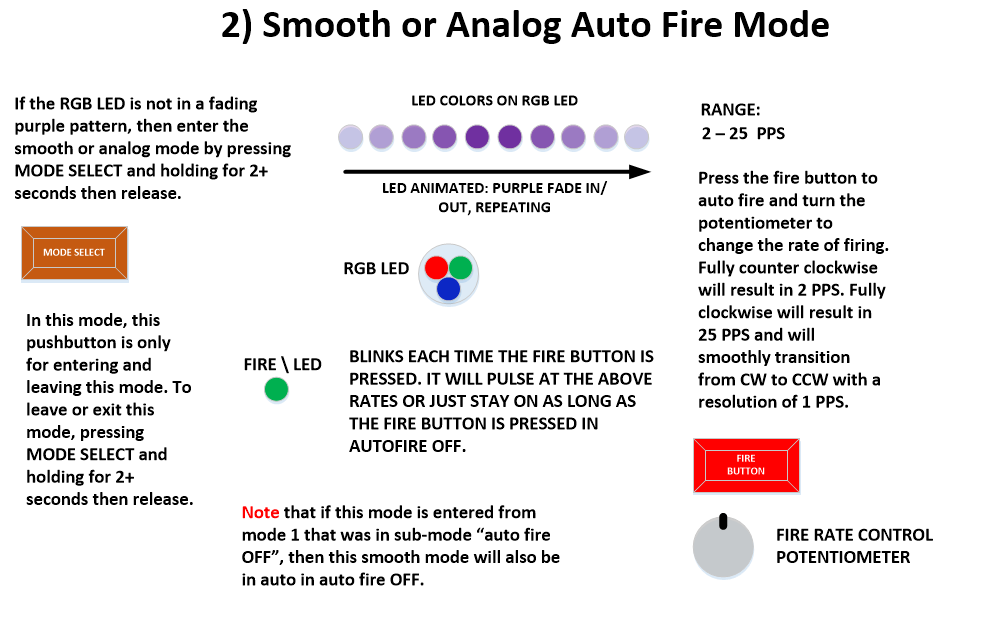 2) Smooth or Analog Auto Fire Mode
If the RGB LED is not in a fading
purple pattern, then enter the
smooth or analog mode by pressing
MODE SELECT and holding for 2+
seconds then release.
MODE SELECT
In this mode, this
pushbutton is only
for entering and
leaving this mode. To
leave or exit this
mode, pressing
MODE SELECT and
holding for 2+
seconds then release.
LED COLORS ON RGB LED
LED ANIMATED: PURPLE FADE IN/
OUT, REPEATING
RGB LED
FIRE \ LED
BLINKS EACH TIME THE FIRE BUTTON IS
PRESSED. IT WILL PULSE AT THE ABOVE
RATES OR JUST STAY ON AS LONG AS
THE FIRE BUTTON IS PRESSED IN
AUTOFIRE OFF.
Note that if this mode is entered from
mode 1 that was in sub-mode “auto fire
OFF”, then this smooth mode will also be
in auto in auto fire OFF.
RANGE:
2 – 25 PPS
Press the fire button to
auto fire and turn the
potentiometer to
change the rate of firing.
Fully counter clockwise
will result in 2 PPS. Fully
clockwise will result in
25 PPS and will
smoothly transition
from CW to CCW with a
resolution of 1 PPS.
FIRE
BUTTON
FIRE RATE CONTROL
POTENTIOMETER